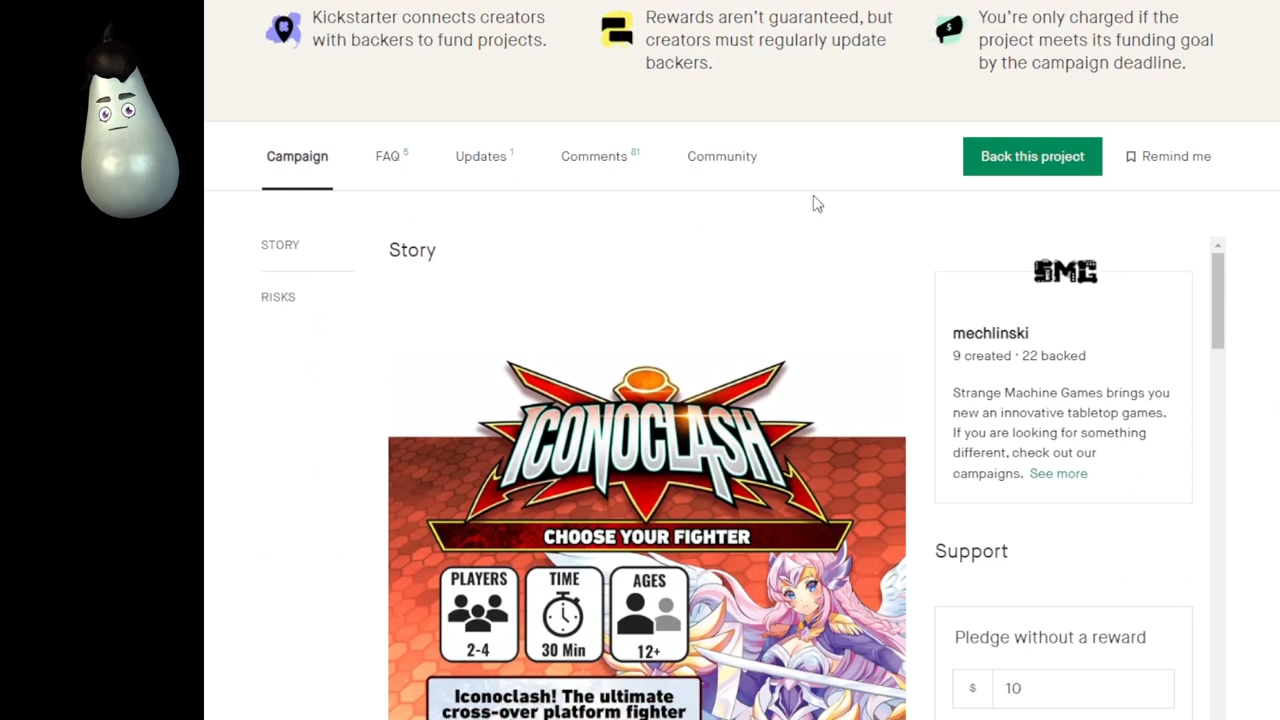 Kickstarter connects creators
with backers to fund projects.
Rewards aren't guaranteed, but
creators must regularly update
backers.
$
You're only charged if the
project meets its funding goal
by the campaign deadline.
Campaign
FAQ 5
Updates 1
Comments 81
Community
Back this project
Remind me
STORY
RISKS
Story
ICONOCLASH
CHOOSE YOUR FIGHTER
PLAYERS
2-4
TIME
30 Min
AGES
12+
Iconoclash! The ultimate
cross-over platform fighter
SMG
mechlinski
9 created · 22 backed
Strange Machine Games brings you
new an innovative tabletop games.
If you are looking for something
different, check out our
campaigns. See more
Support
Pledge without a reward
$ 10